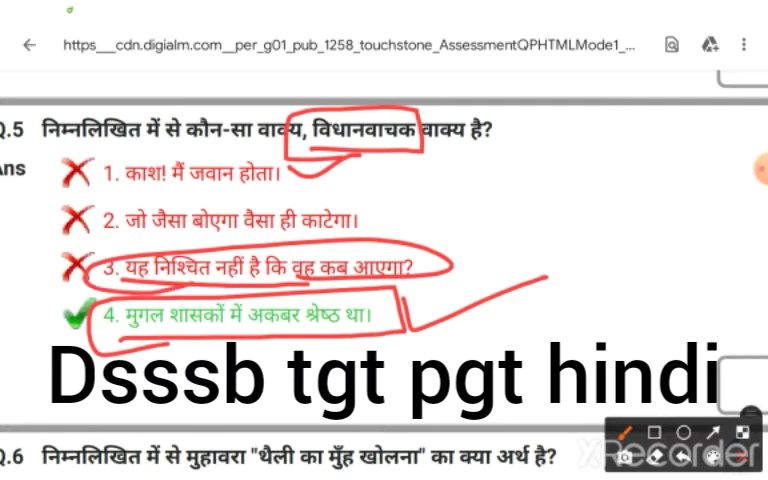 https___cdn.digialm.com__per_g01_pub_1258_touchstone_AssessmentQPHTMLMode1_...
Q.5 निम्नलिखित में से कौन-सा वाक्य, विधानवाचक वाक्य है?
Ans
1. काश! मैं जवान होता।
2. जो जैसा बोएगा वैसा ही काटेगा।
3. यह निश्चित नहीं है कि वह कब आएगा?
4. मुगल शासकों में अकबर श्रेष्ठ था।
Dsssb tgt pgt hindi
Q.6 निम्नलिखित में से मुहावरा "थैली का मुँह खोलना" का क्या अर्थ है?
XRecorder